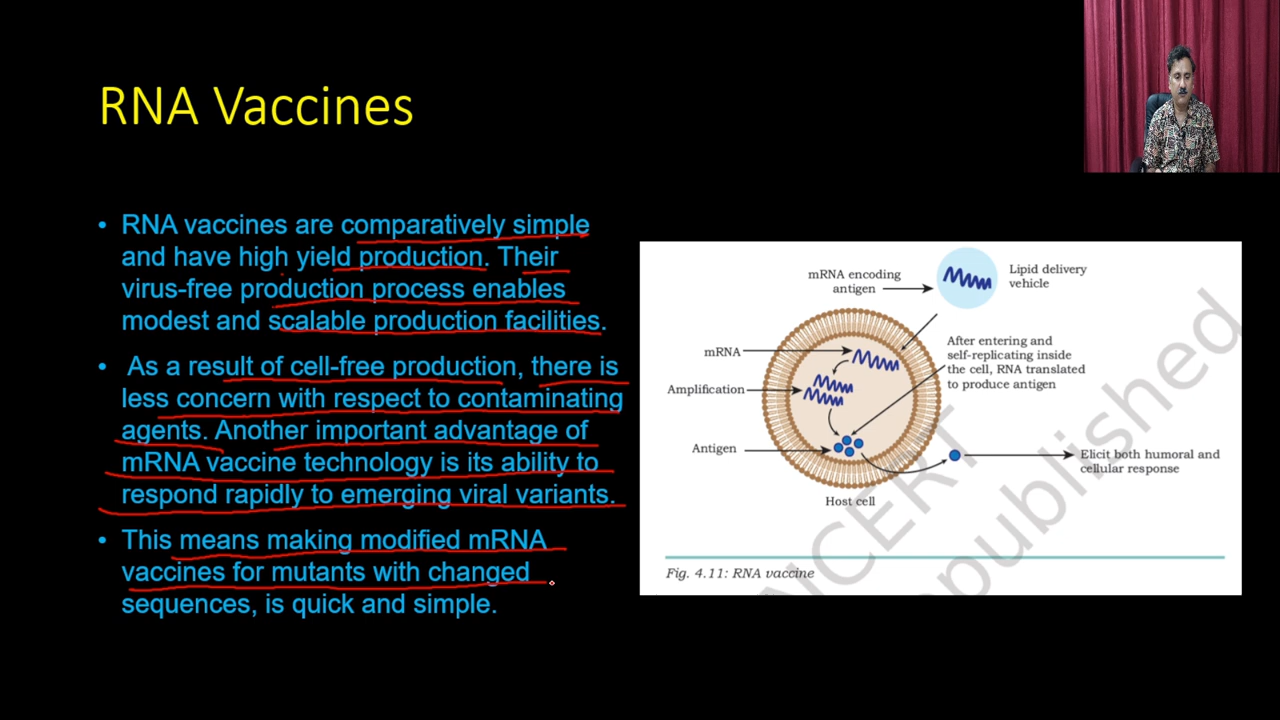 RNA Vaccines
• RNA vaccines are comparatively simple
and have high yield production. Their
virus-free production process enables
modest and scalable production facilities.
• As a result of cell-free production, there is
less concern with respect to contaminating
agents. Another important advantage of
mRNA vaccine technology is its ability to
respond rapidly to emerging viral variants.
• This means making modified mRNA
vaccines for mutants with changed
sequences, is quick and simple.
mRNA encoding
antigen
Lipid delivery
vehicle
mRNA
Amplification
Antigen
After entering and
self-replicating inside
the cell, RNA translated
to produce antigen
Elicit both humoral and
cellular response
Host cell
Fig. 4.11: RNA vaccine
NCERT
published